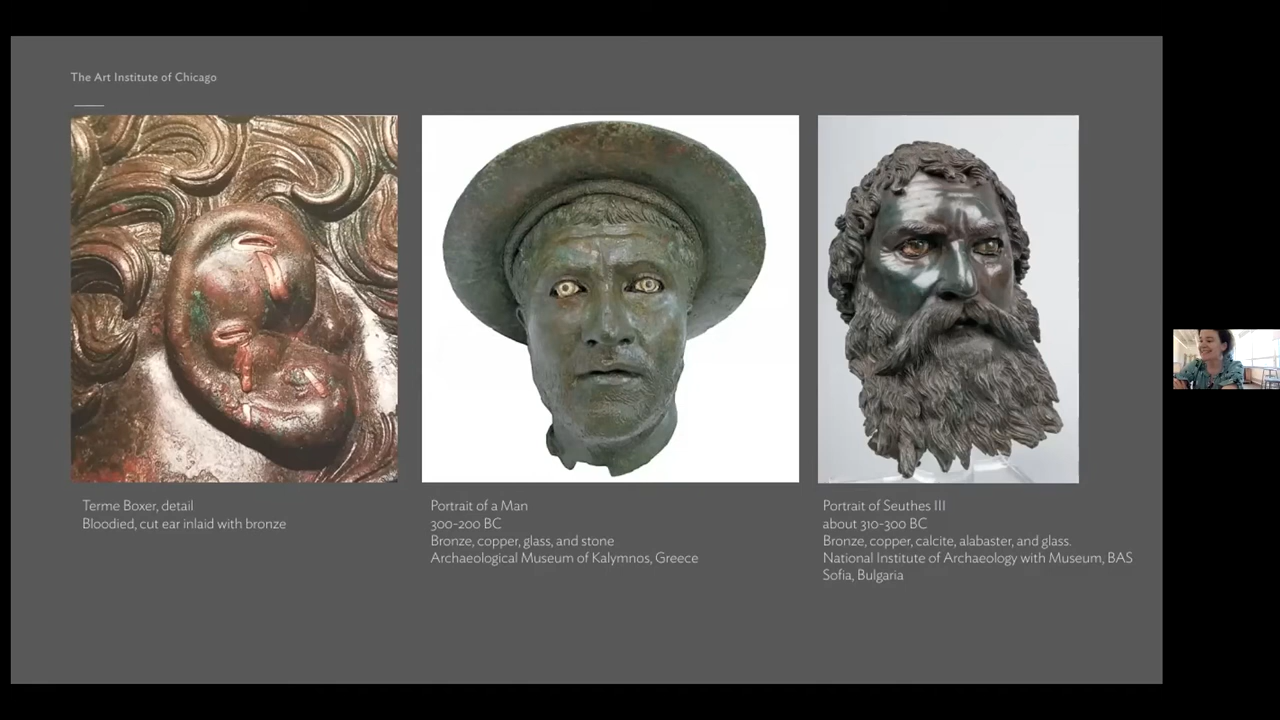 The Art Institute of Chicago
Terme Boxer, detail
Bloodied, cut ear inlaid with bronze
Portrait of a Man
300-200 BC
Bronze, copper, glass, and stone
Archaeological Museum of Kalymnos, Greece
Portrait of Seuthes III
about 310-300 BC
Bronze, copper, calcite, alabaster, and glass.
National Institute of Archaeology with Museum, BAS
Sofia, Bulgaria